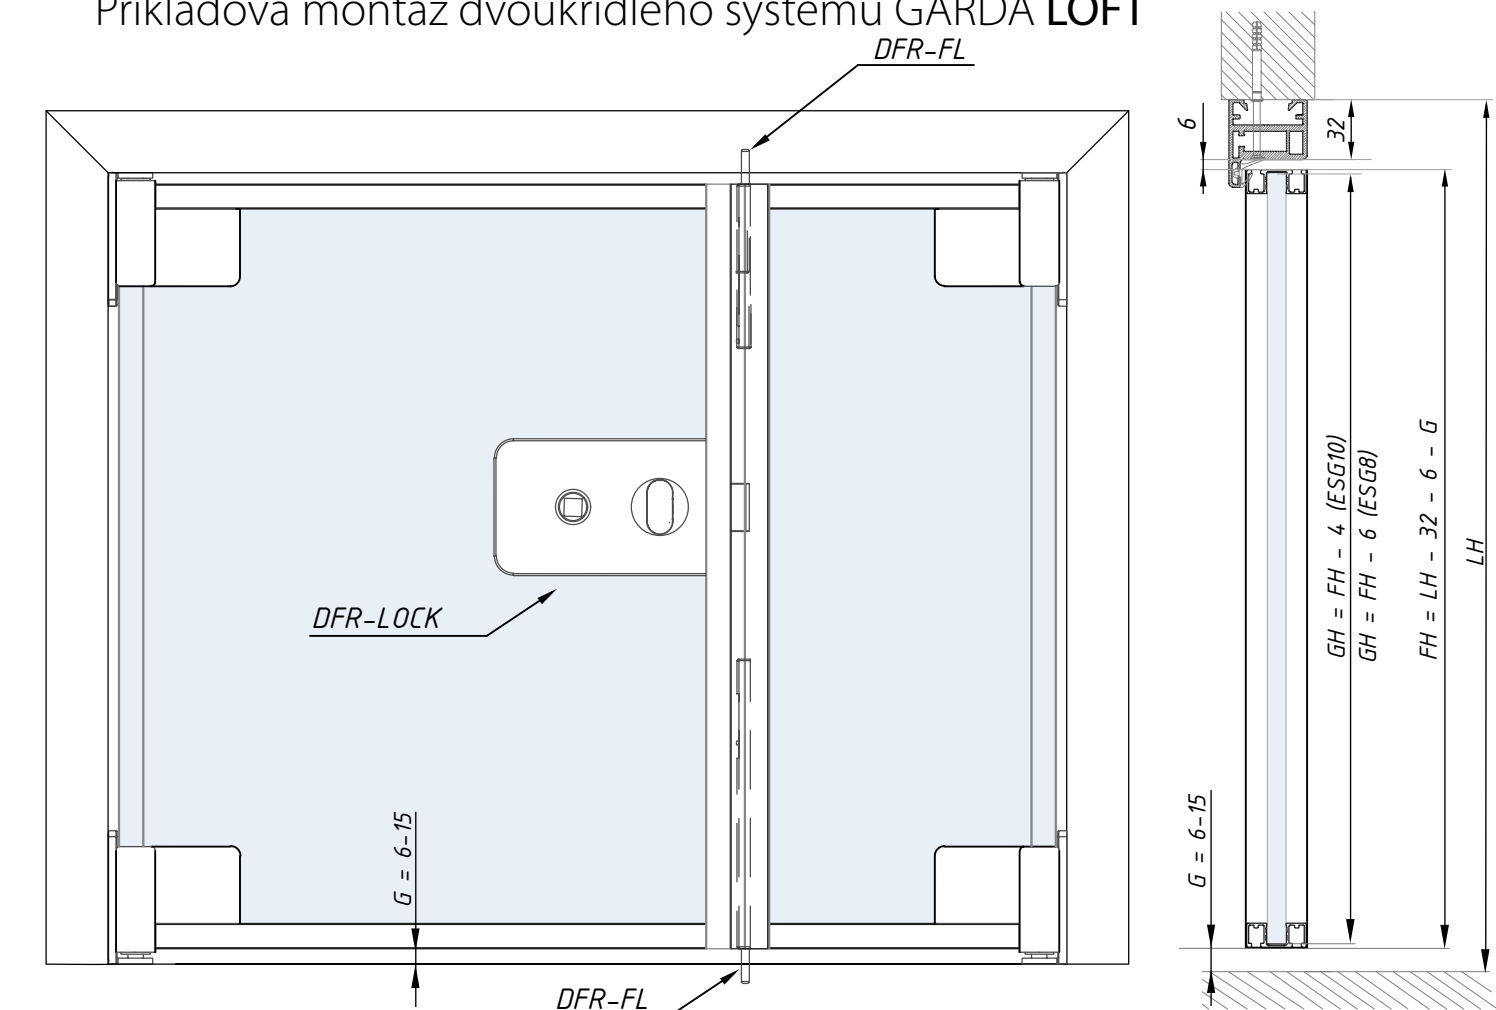 Příkladová montáž dvoukřídlého systému GARDA LOFT
DFR-FL
DFR-LOCK
G = 6-15
DFR-FL
6
32
GH = FH - 4 (ESG10)
GH = FH - 6 (ESG8)
FH = LH - 32 - 6 - G
LH
G = 6-15